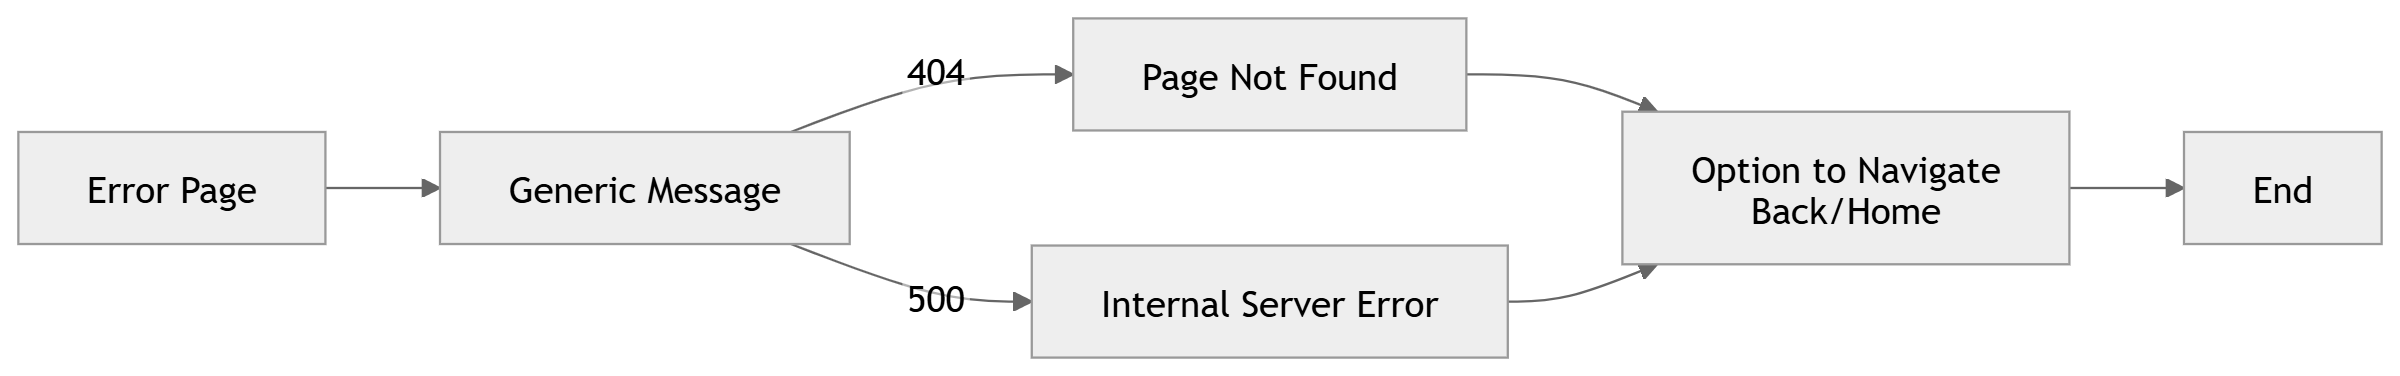 Error Page
Generic Message
404
Page Not Found
500
Internal Server Error
Option to Navigate
Back/Home
End